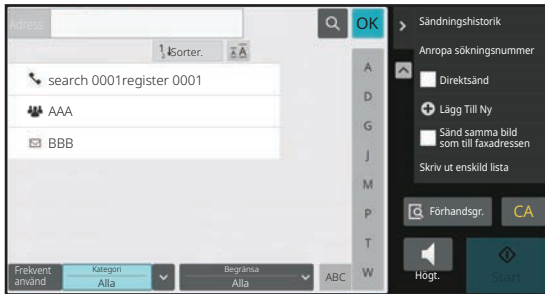 Adress
OK
Sorter.
search 0001register 0001
AAA
BBB
A
D
G
J
M
P
T
W
Frekvent
använd
Kategori
Alla
Begränsa
Alla
ABC
Sändningshistorik
Anropa sökningsnummer
Direktsänd
Lägg Till Ny
Sänd samma bild
som till faxadressen
Skriv ut enskild lista
Förhandsgr.
CA
Högt.
Start